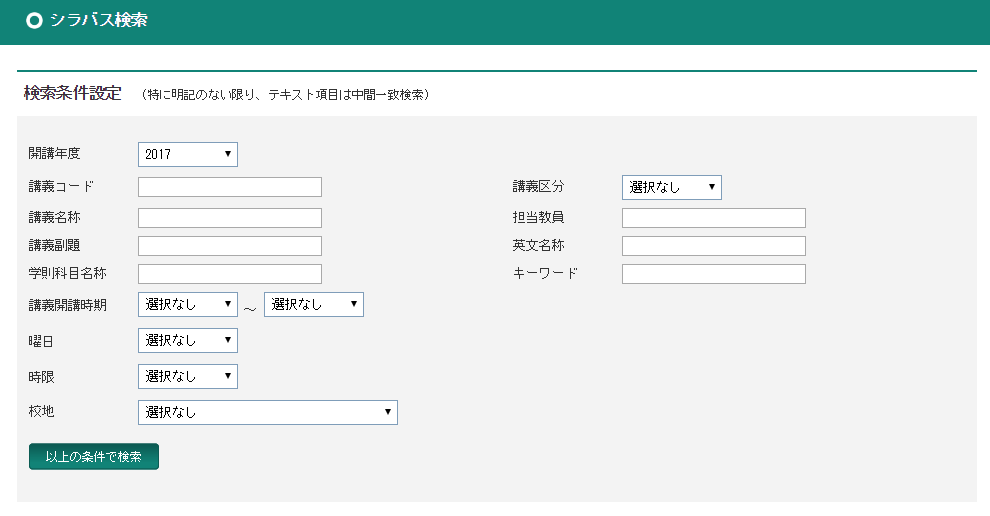 シラバス検索
検索条件設定 （特に明記のない限り、テキスト項目は中間一致検索）
開講年度 2017
講義コード 講義区分 選択なし
講義名称 担当教員
講義副題 英文名称
学則科目名称 キーワード
講義開講時期 選択なし ～ 選択なし
曜日 選択なし
時限 選択なし
校地 選択なし
以上の条件で検索